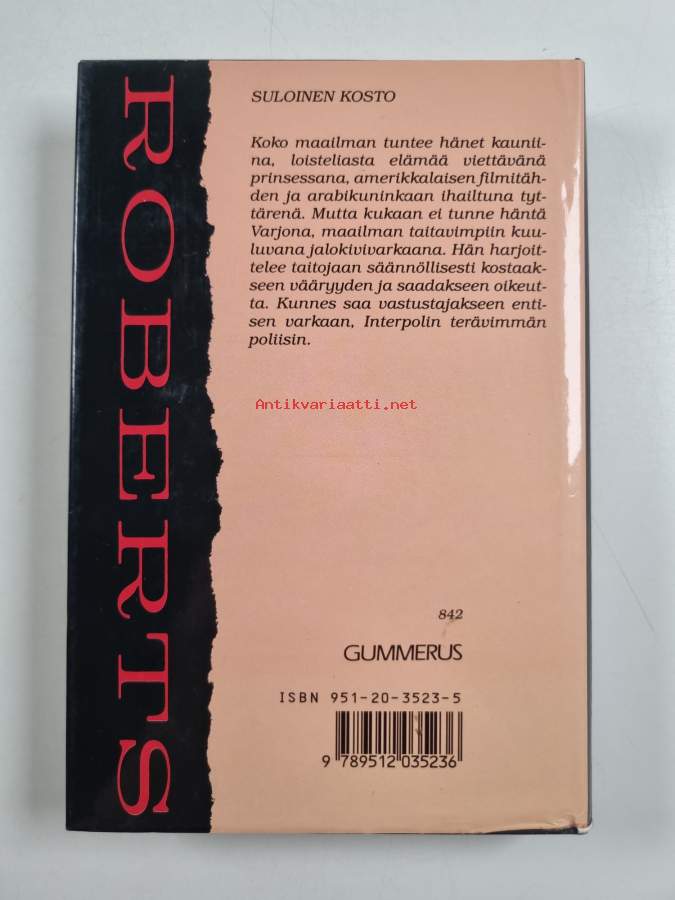 ROBERTS
SULOINEN KOSTO
Koko maailman tuntee hänet kaunii-
na, loisteliasta elämää viettävänä
prinsessana, amerikkalaisen filmitäh-
den ja arabikuninkaan ihailtuna tyt-
tärenä. Mutta kukaan ei tunne häntä
Varjona, maailman taitavimpiin kuu-
luvana jalokivivarkaana. Hän harjoit-
telee taitojaan säännöllisesti kostaak-
seen vääryyden ja saadakseen oikeut-
ta. Kunnes saa vastustajakseen enti-
sen varkaan, Interpolin terävimmän
poliisin.
Antikvariaatti.net
842
GUMMERUS
ISBN 951-20-3523-5
9 789512 035236